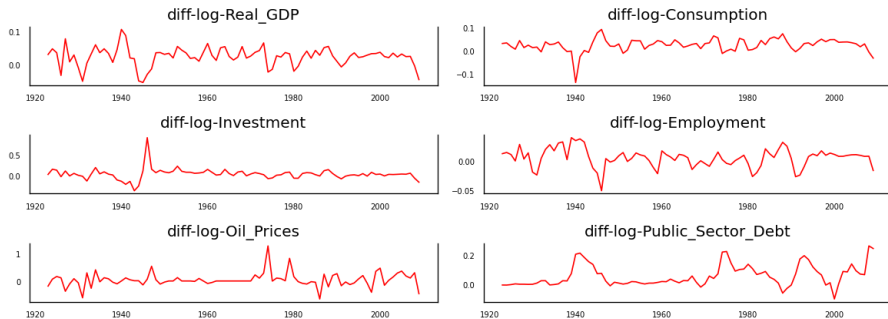 diff-log-Real_GDP
0.1
0.0
1920 1940 1960 1980 2000
diff-log-Consumption
0.1
0.0
−0.1
1920 1940 1960 1980 2000
diff-log-Investment
0.5
0.0
1920 1940 1960 1980 2000
diff-log-Employment
0.00
−0.05
1920 1940 1960 1980 2000
diff-log-Oil_Prices
1
0
1920 1940 1960 1980 2000
diff-log-Public_Sector_Debt
0.2
0.0
1920 1940 1960 1980 2000